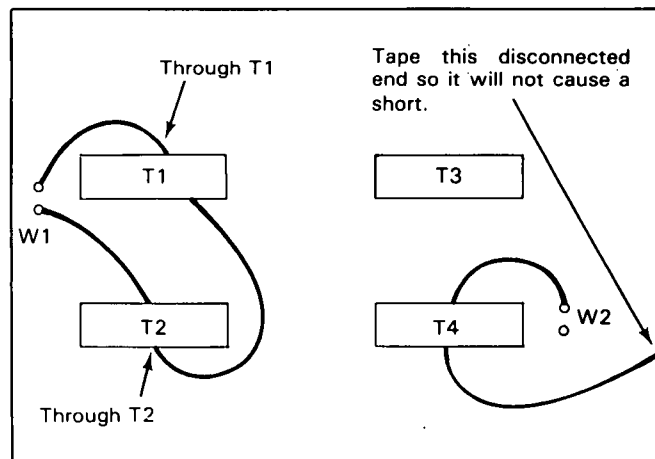 Through T1
Tape this disconnected
end so it will not cause a
short.
T1
T3
W1
T2
T4
W2
Through T2